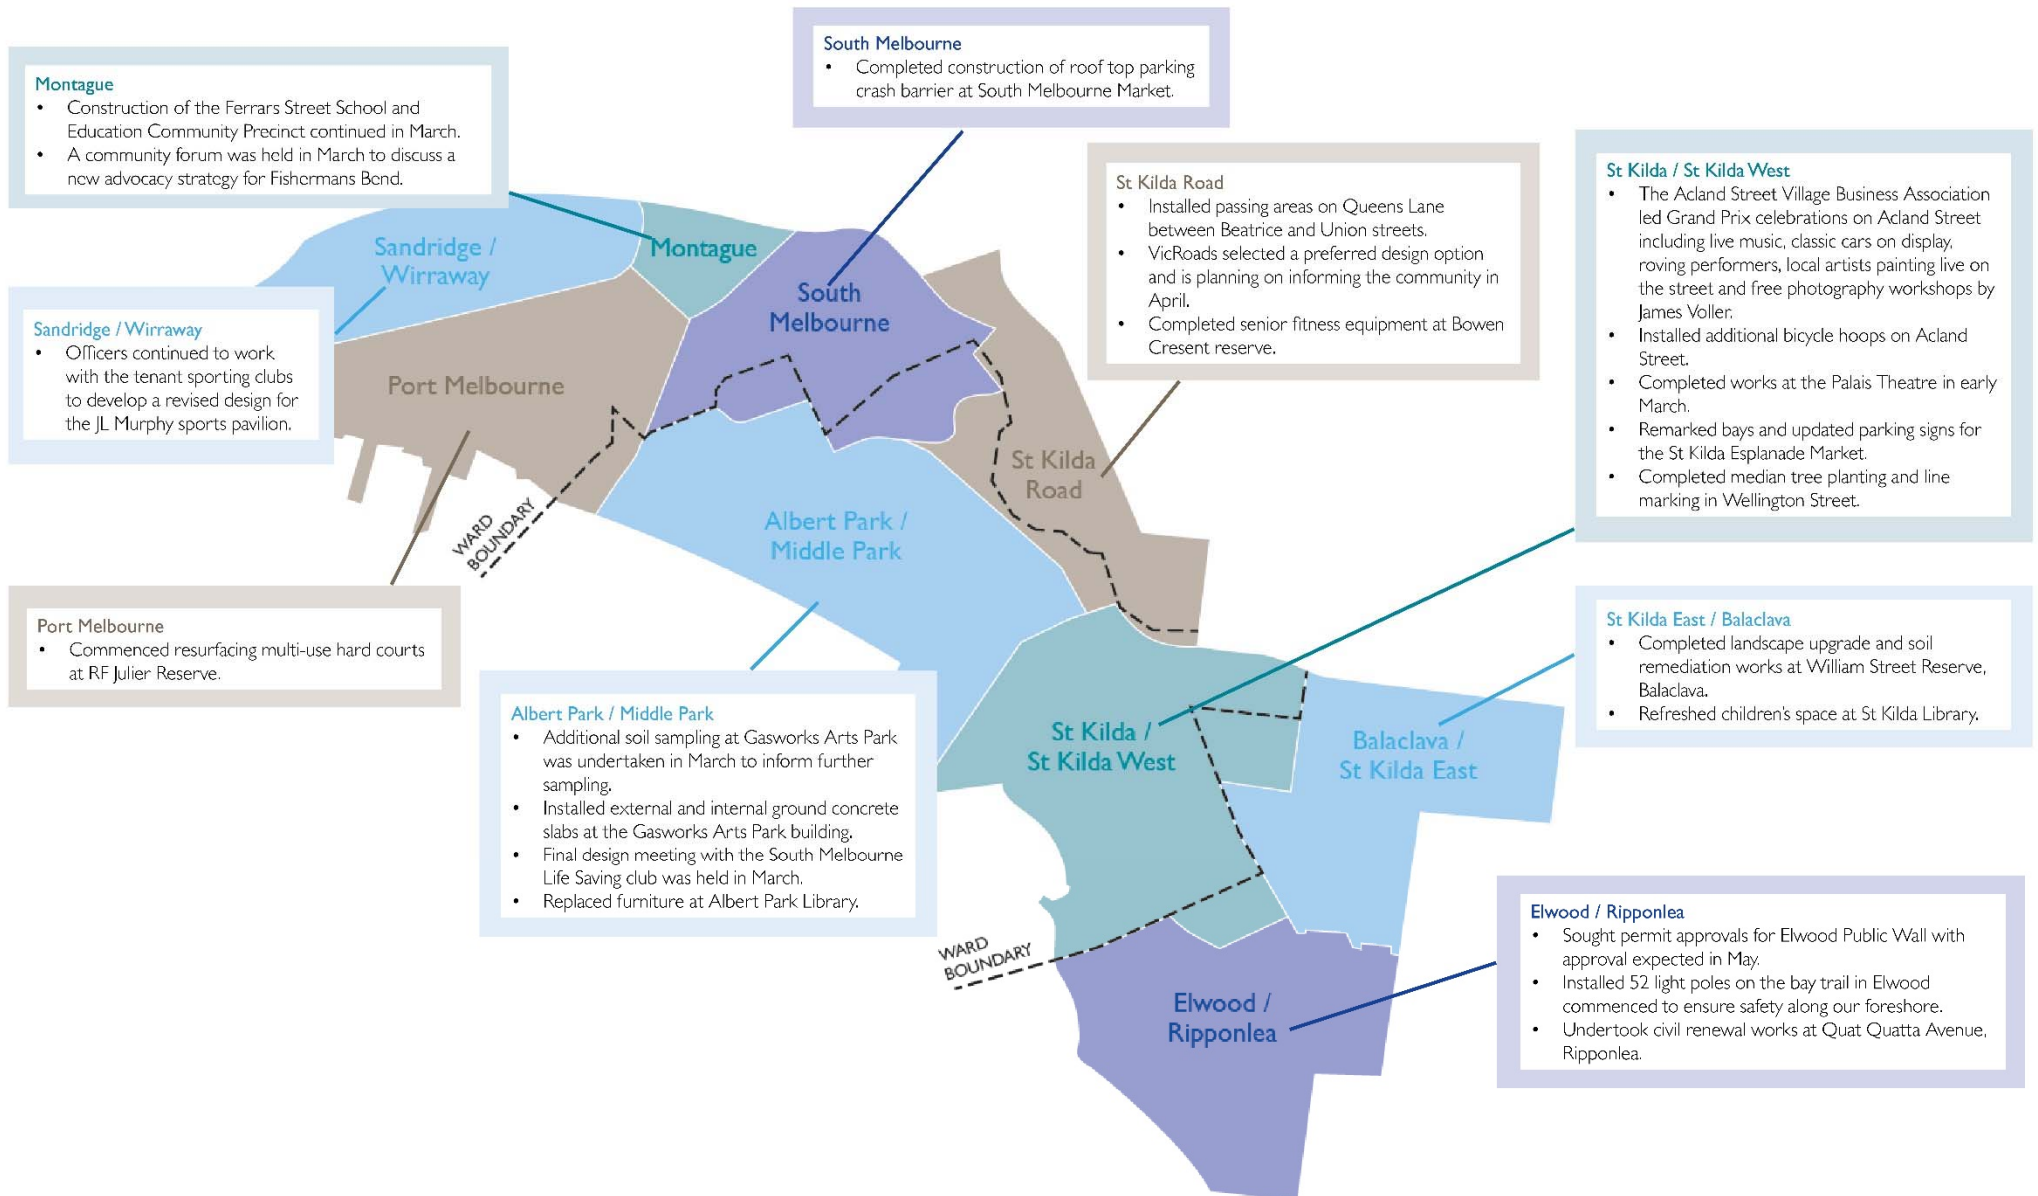 South Melbourne
• Completed construction of roof top parking
crash barrier at South Melbourne Market.
Montague
• Construction of the Ferrars Street School and
Education Community Precinct continued in March.
• A community forum was held in March to discuss a
new advocacy strategy for Fishermans Bend.
St Kilda Road
• Installed passing areas on Queens Lane
between Beatrice and Union streets.
• VicRoads selected a preferred design option
and is planning on informing the community in
April.
• Completed senior fitness equipment at Bowen
Cresent reserve.
St Kilda / St Kilda West
• The Acland Street Village Business Association
led Grand Prix celebrations on Acland Street
including live music, classic cars on display,
roving performers, local artists painting live on
the street and free photography workshops by
James Voller.
• Installed additional bicycle hoops on Acland
Street.
• Completed works at the Palais Theatre in early
March.
• Remarked bays and updated parking signs for
the St Kilda Esplanade Market.
• Completed median tree planting and line
marking in Wellington Street.
Sandridge / Wirraway
• Officers continued to work
with the tenant sporting clubs
to develop a revised design for
the JL Murphy sports pavilion.
Sandridge /
Wirraway
Montague
South
Melbourne
Port Melbourne
St Kilda
Road
Albert Park /
Middle Park
WARD
BOUNDARY
Port Melbourne
• Commenced resurfacing multi-use hard courts
at RF Julier Reserve.
St Kilda East / Balaclava
• Completed landscape upgrade and soil
remediation works at William Street Reserve,
Balaclava.
• Refreshed children's space at St Kilda Library.
Albert Park / Middle Park
• Additional soil sampling at Gasworks Arts Park
was undertaken in March to inform further
sampling.
• Installed external and internal ground concrete
slabs at the Gasworks Arts Park building.
• Final design meeting with the South Melbourne
Life Saving club was held in March.
• Replaced furniture at Albert Park Library.
St Kilda /
St Kilda West
Balaclava /
St Kilda East
WARD
BOUNDARY
Elwood /
Ripponlea
Elwood / Ripponlea
• Sought permit approvals for Elwood Public Wall with
approval expected in May.
• Installed 52 light poles on the bay trail in Elwood
commenced to ensure safety along our foreshore.
• Undertook civil renewal works at Quat Quatta Avenue,
Ripponlea.